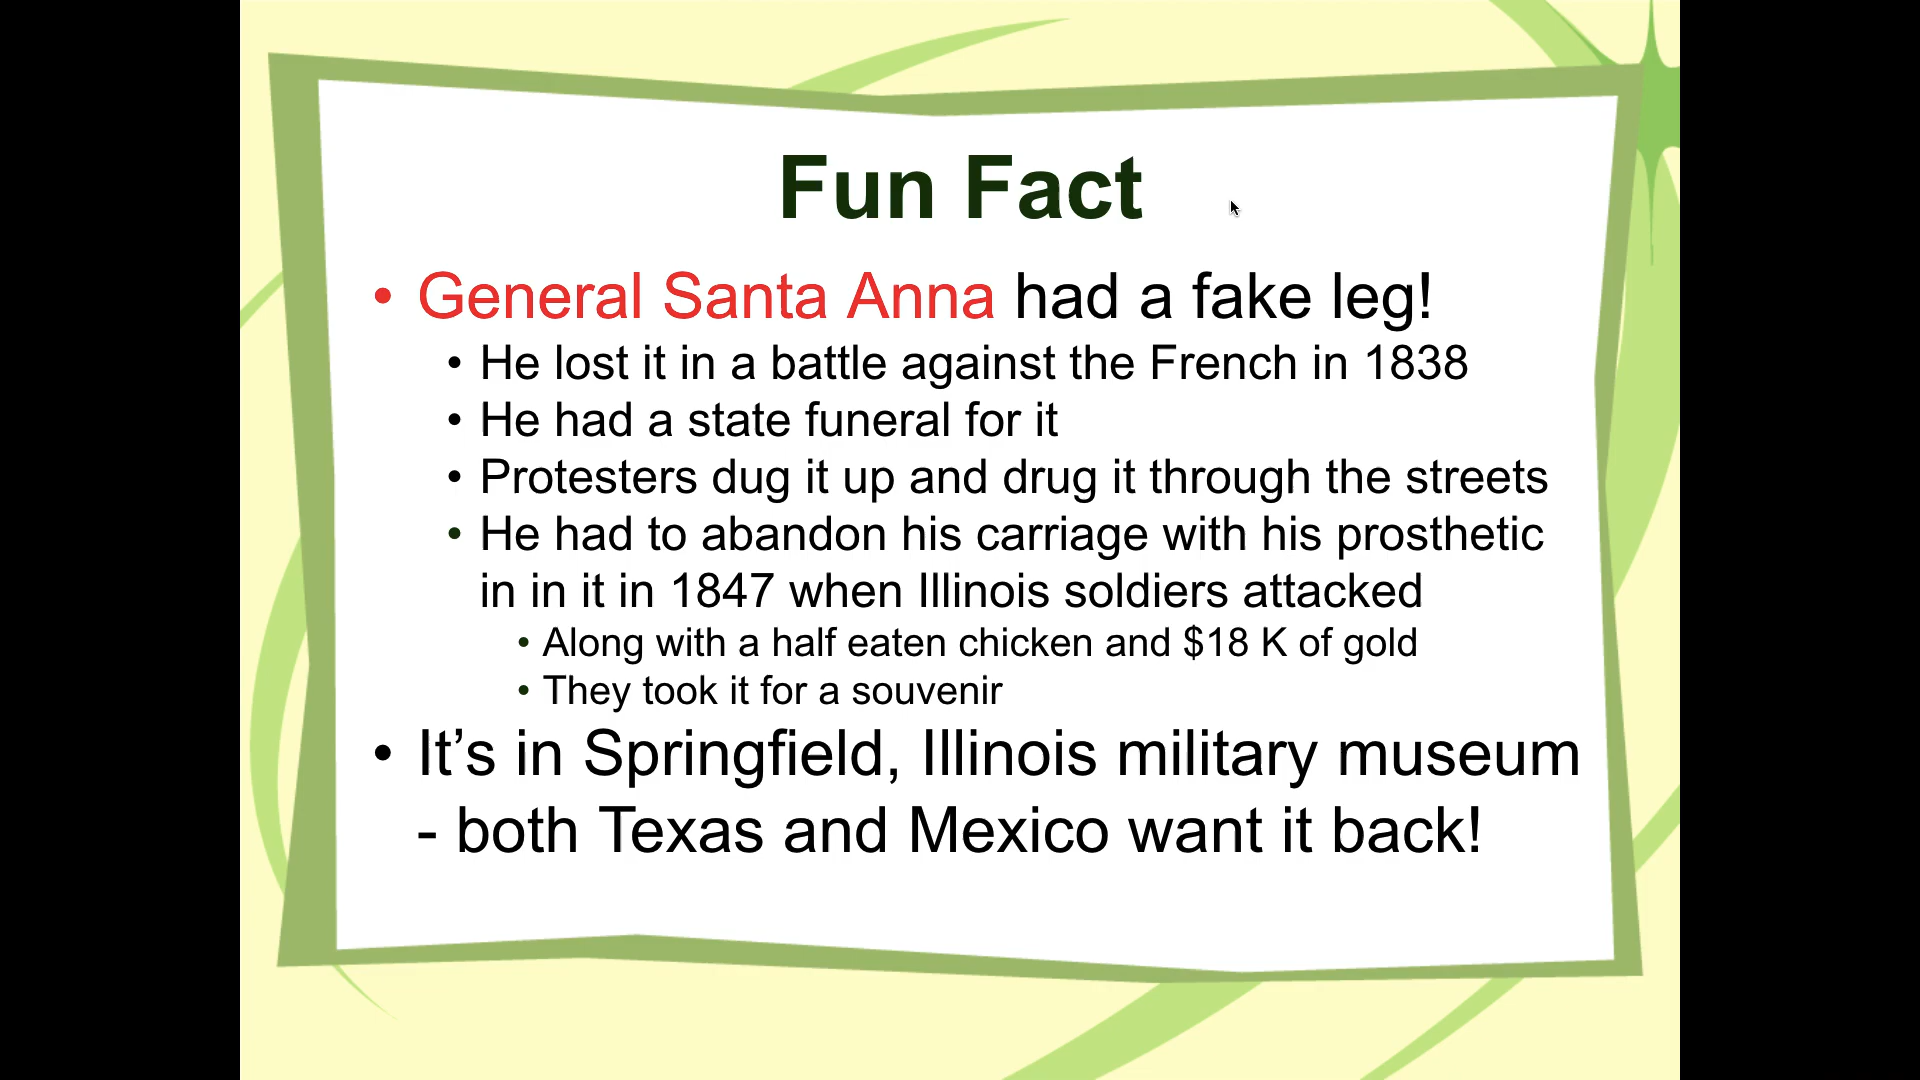 Fun Fact
• General Santa Anna had a fake leg!
• He lost it in a battle against the French in 1838
• He had a state funeral for it
• Protesters dug it up and drug it through the streets
• He had to abandon his carriage with his prosthetic
in in it in 1847 when Illinois soldiers attacked
• Along with a half eaten chicken and $18 K of gold
• They took it for a souvenir
• It’s in Springfield, Illinois military museum
- both Texas and Mexico want it back!